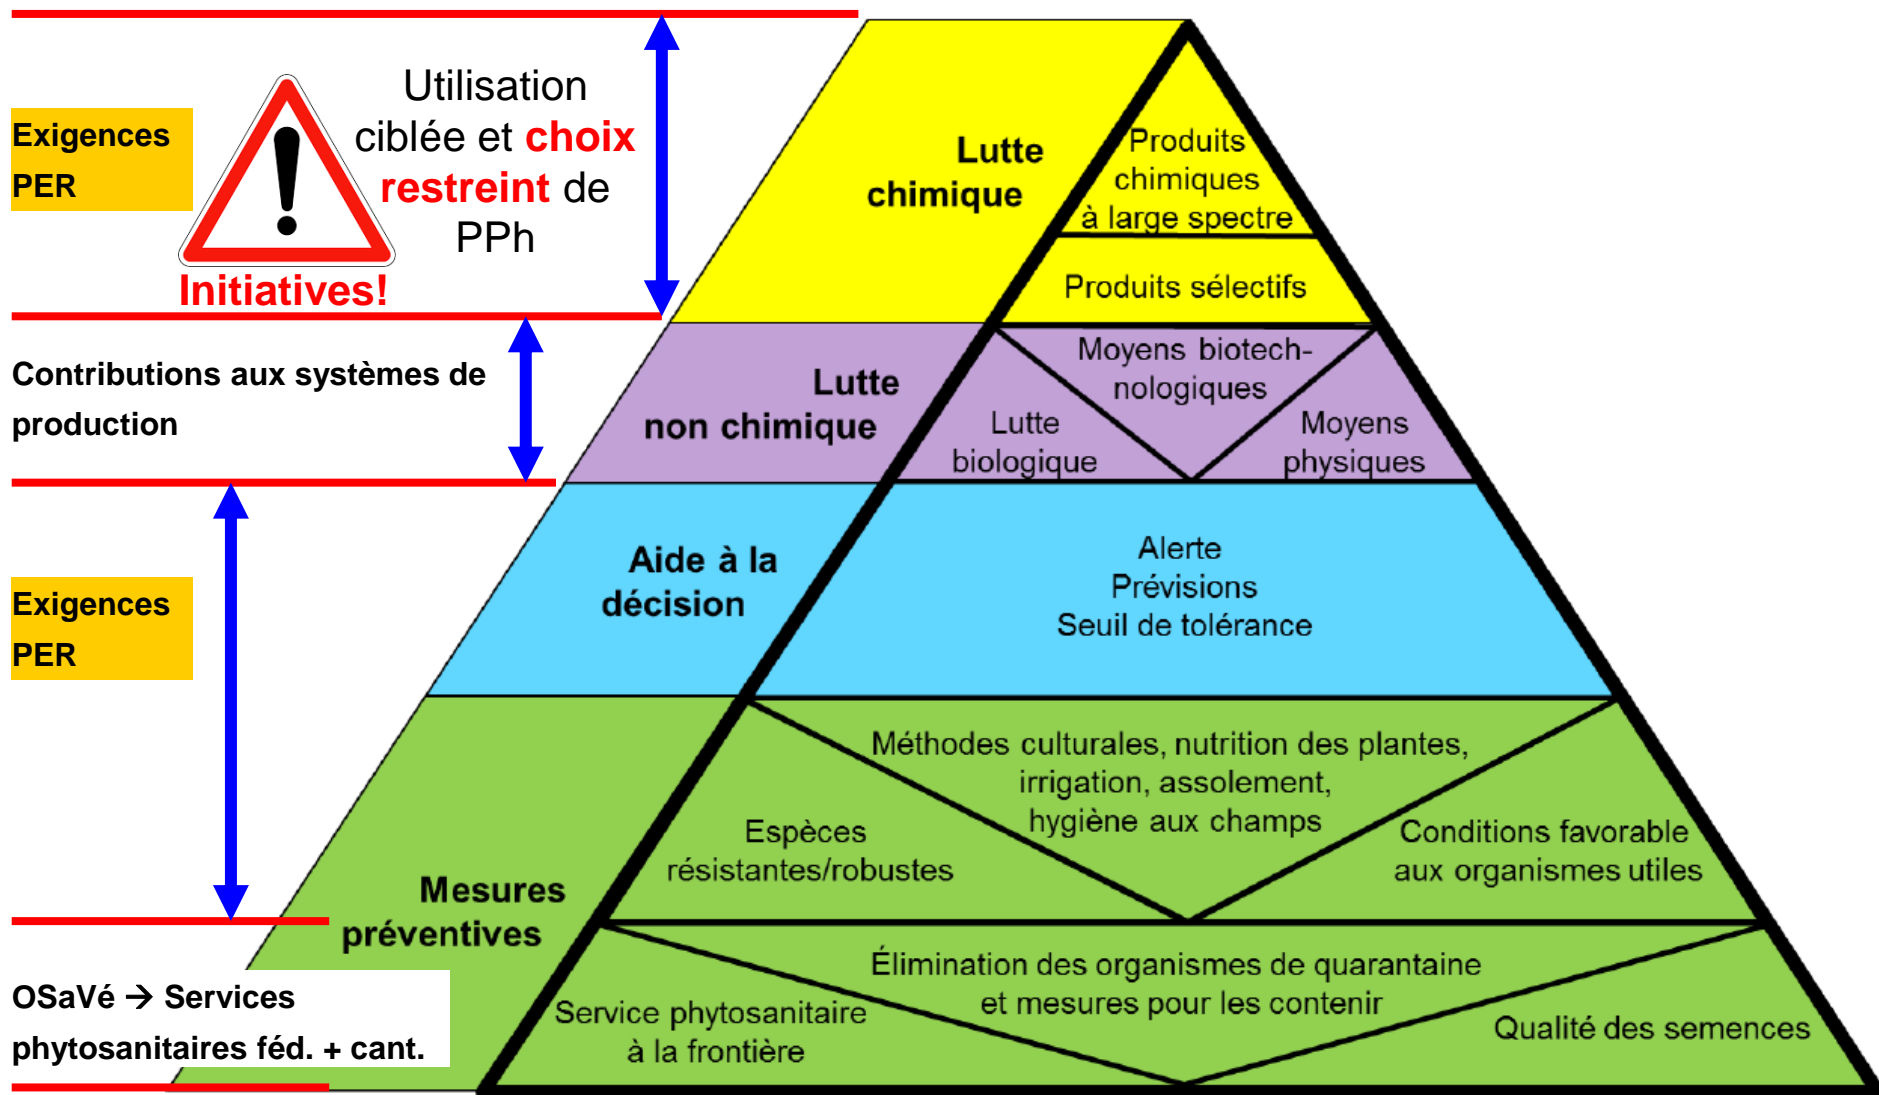 Exigences
PER
Utilisation
ciblée et choix
restreint de
PPh
Initiatives!
Lutte
chimique
Produits
chimiques
à large spectre
Produits sélectifs
Contributions aux systèmes de
production
Lutte
non chimique
Moyens biotech-
nologiques
Lutte
biologique
Moyens
physiques
Exigences
PER
Aide à la
décision
Alerte
Prévisions
Seuil de tolérance
Mesures
préventives
Méthodes culturales, nutrition des plantes,
irrigation, assolement,
hygiène aux champs
Espèces
résistantes/robustes
Conditions favorable
aux organismes utiles
OSaVé → Services
phytosanitaires féd. + cant.
Élimination des organismes de quarantaine
et mesures pour les contenir
Service phytosanitaire
à la frontière
Qualité des semences